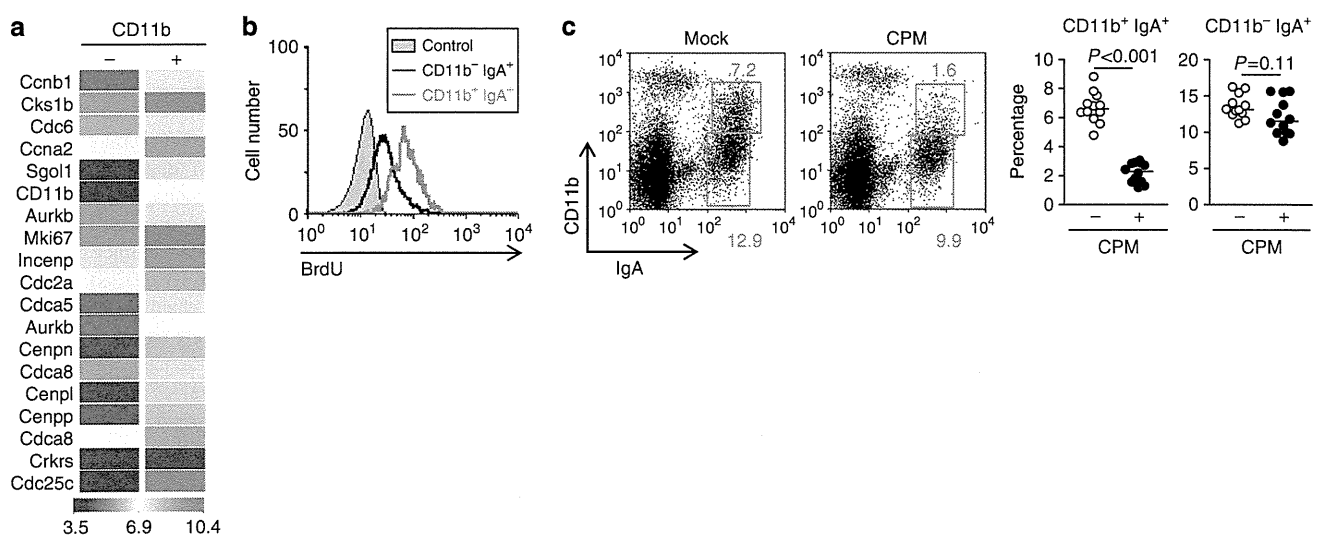 a
CD11b
− +
Ccnb1
Cks1b
Cdc6
Ccna2
Sgol1
CD11b
Aurkb
Mki67
Incenp
Cdc2a
Cdca5
Aurkb
Cenpn
Cdca8
Cenpl
Cenpp
Cdca8
Crkrs
Cdc25c
3.5 6.9 10.4
b
100
50
0
Cell number
10⁰ 10¹ 10² 10³ 10⁴
BrdU
Control
CD11b⁻ IgA⁺
CD11b⁺ IgA⁺
c
Mock CPM
10⁴
10³
10²
10¹
10⁰
10⁰ 10¹ 10² 10⁴
7.2
12.9
10⁴
10³
10²
10¹
10⁰
10⁰ 10¹ 10² 10⁴
1.6
9.9
CD11b
IgA
CD11b⁺ IgA⁺
P<0.001
10
8
6
4
2
0
Percentage
− +
CPM
CD11b⁻ IgA⁺
P=0.11
20
15
10
5
0
− +
CPM